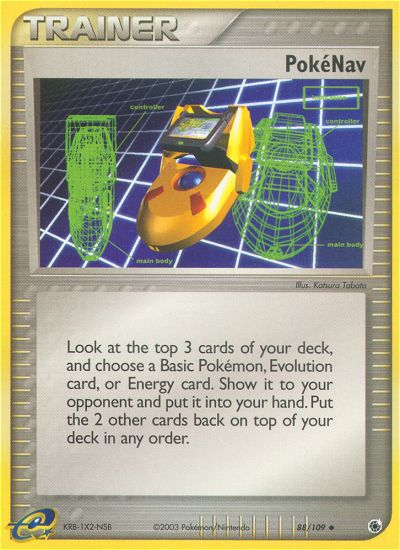 TRAINER
PokéNav
controller
controller
main body
main body
Illus. Katsura Tabata
Look at the top 3 cards of your deck,
and choose a Basic Pokémon, Evolution
card, or Energy card. Show it to your
opponent and put it into your hand. Put
the 2 other cards back on top of your
deck in any order.
e
KRB-1X2-NSB
©2003 Pokémon/Nintendo
88/109